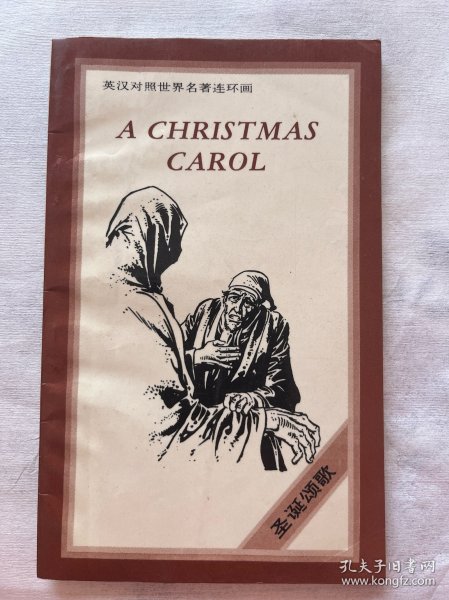 英汉对照世界名著连环画
A CHRISTMAS
CAROL
圣诞颂歌
孔夫子旧书网
www.kongfz.com